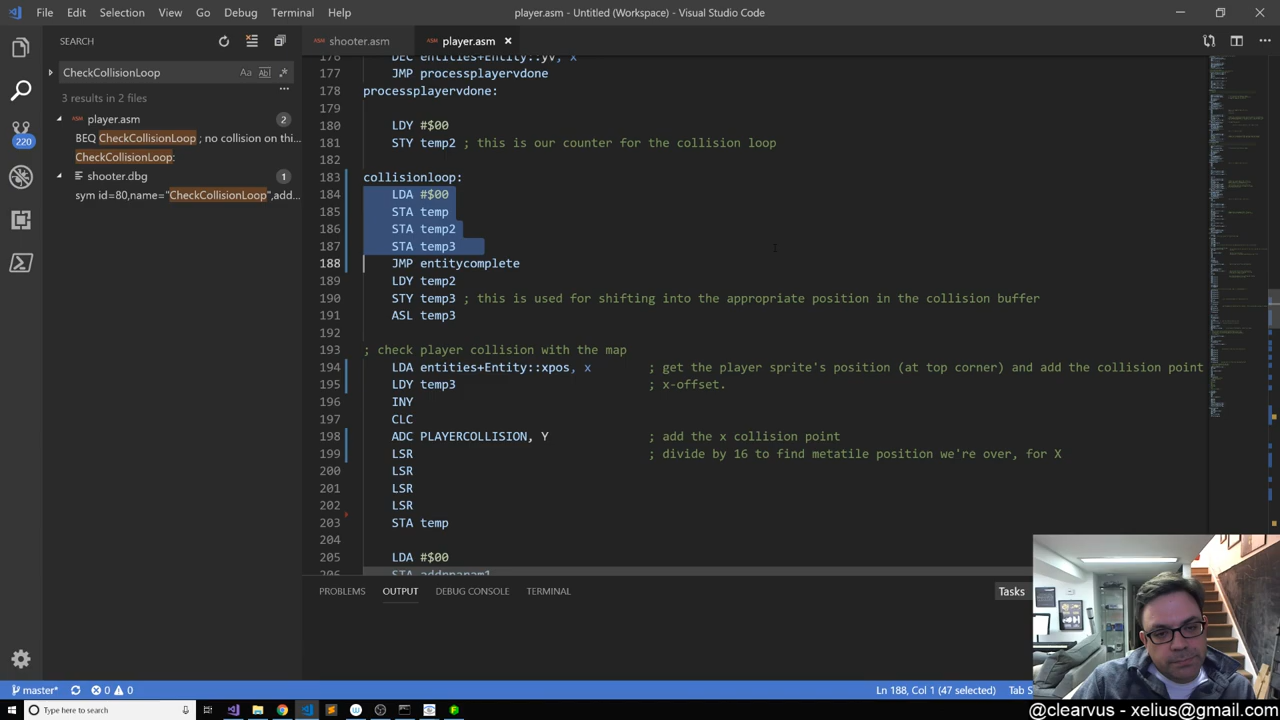 File Edit Selection View Go Debug Terminal Help
player.asm - Untitled (Workspace) - Visual Studio Code
SEARCH
shooter.asm
player.asm
CheckCollisionLoop
3 results in 2 files
player.asm 2
BEQ CheckCollisionLoop ; no collision on thi...
CheckCollisionLoop:
shooter.dbg 1
sym id=80,name="CheckCollisionLoop",add...
220
176 DEC entities+Entity::yv, x
177 JMP processplayervdone
178 processplayervdone:
179
180 LDY #$00
181 STY temp2 ; this is our counter for the collision loop
182
183 collisionloop:
184 LDA #$00
185 STA temp
186 STA temp2
187 STA temp3
188 JMP entitycomplete
189 LDY temp2
190 STY temp3 ; this is used for shifting into the appropriate position in the collision buffer
191 ASL temp3
192
193 ; check player collision with the map
194 LDA entities+Entity::xpos, x ; get the player sprite's position (at top corner) and add the collision point
195 LDY temp3 ; x-offset.
196 INY
197 CLC
198 ADC PLAYERCOLLISION, Y ; add the x collision point
199 LSR ; divide by 16 to find metatile position we're over, for X
200 LSR
201 LSR
202 LSR
203 STA temp
204
205 LDA #$00
206 STA addrparam1
PROBLEMS OUTPUT DEBUG CONSOLE TERMINAL
Tasks
master* 0 0
Ln 188, Col 1 (47 selected)
Tab S
Type here to search
@clearvus - xelius@gmail.com